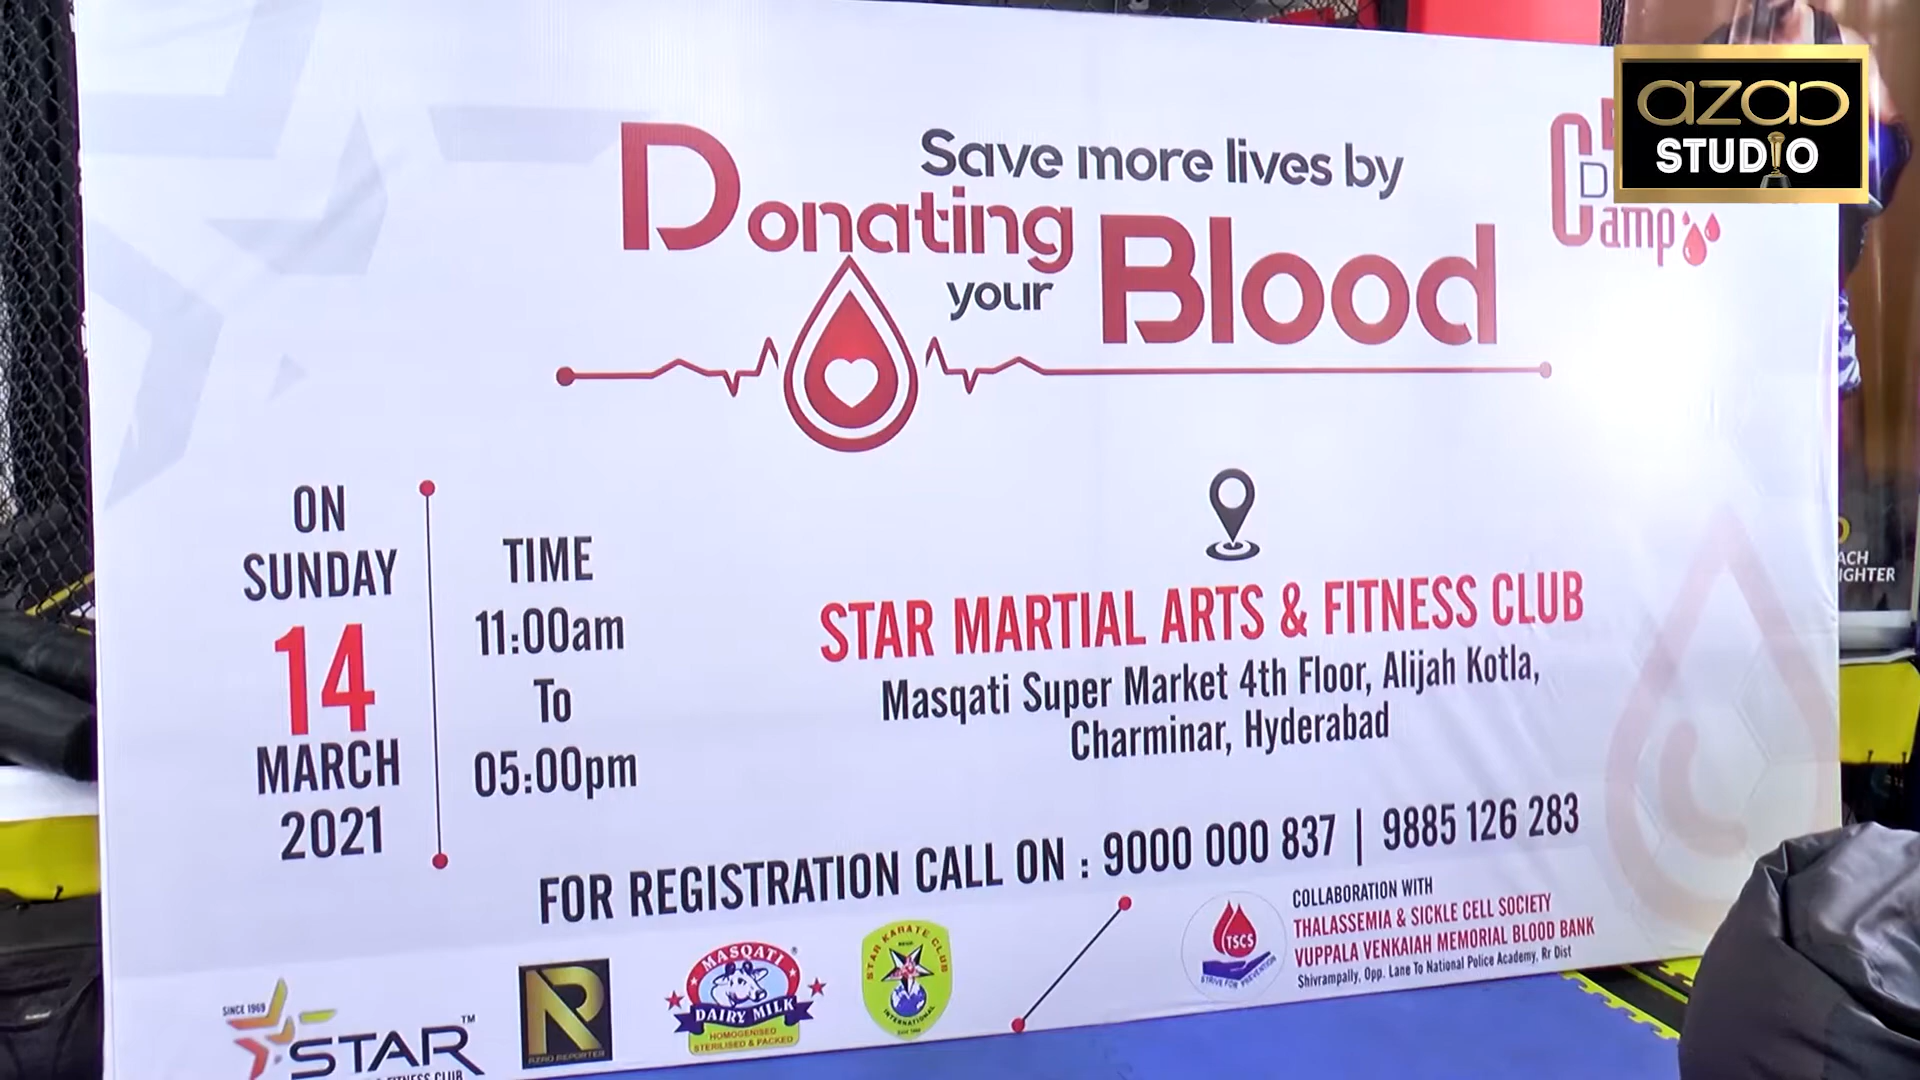 azad
STUDIO
Save more lives by
Donating
your Blood
Camp
ON
SUNDAY
14
MARCH
2021
TIME
11:00am
To
05:00pm
STAR MARTIAL ARTS & FITNESS CLUB
Masqati Super Market 4th Floor, Alijah Kotla,
Charminar, Hyderabad
FOR REGISTRATION CALL ON : 9000 000 837 | 9885 126 283
COLLABORATION WITH
THALASSEMIA & SICKLE CELL SOCIETY
VUPPALA VENKAIAH MEMORIAL BLOOD BANK
Shivrampally, Opp. Lane To National Police Academy, Rr Dist
TSCS
STRIVE FOR PREVENTION
SINCE 1969
STAR™
FITNESS CLUB
MASQATI®
DAIRY MILK
HOMOGENISED
STERILISED & PACKED
STAR KARATE CLUB
INTERNATIONAL